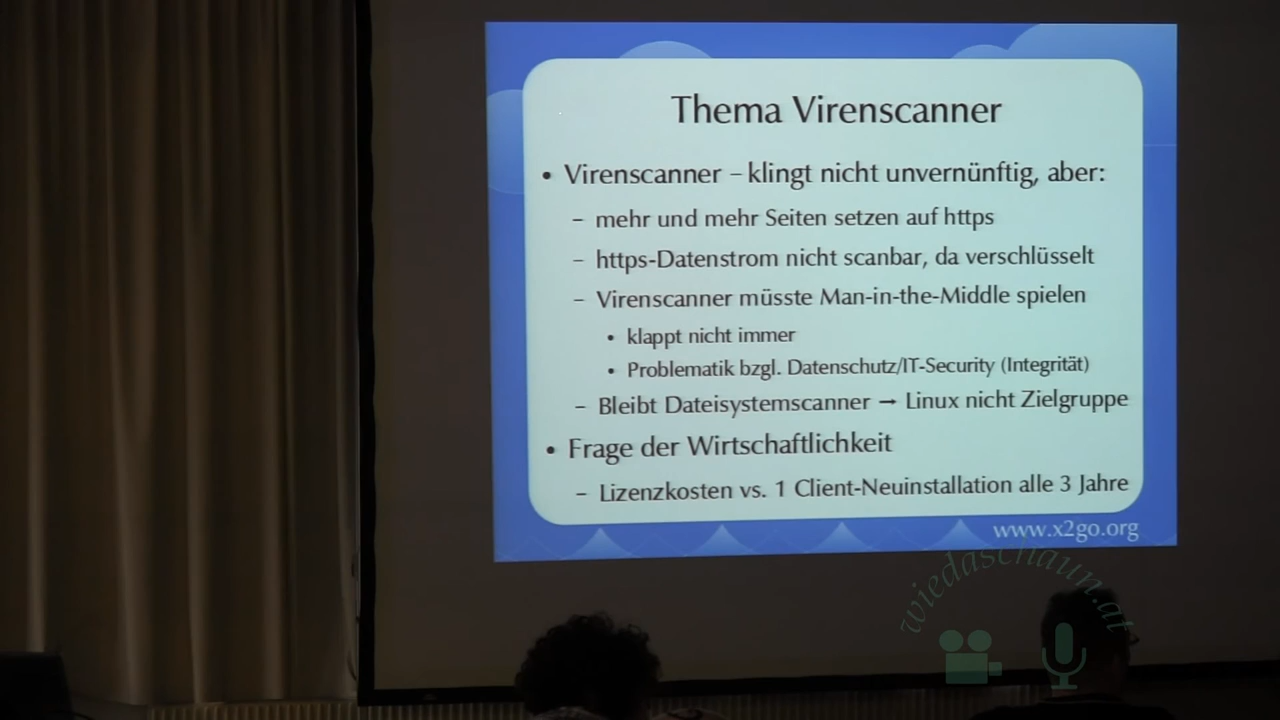 Thema Virenscanner
• Virenscanner – klingt nicht unvernünftig, aber:
– mehr und mehr Seiten setzen auf https
– https-Datenstrom nicht scanbar, da verschlüsselt
– Virenscanner müsste Man-in-the-Middle spielen
• klappt nicht immer
• Problematik bzgl. Datenschutz/IT-Security (Integrität)
– Bleibt Dateisystemscanner → Linux nicht Zielgruppe
• Frage der Wirtschaftlichkeit
– Lizenzkosten vs. 1 Client-Neuinstallation alle 3 Jahre
www.x2go.org
wiedaschaun.at